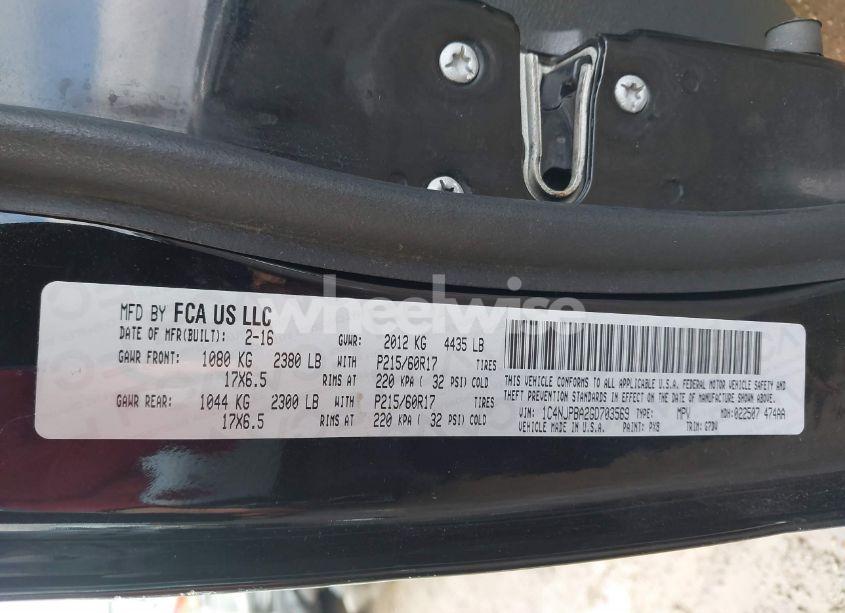 MFD BY FCA US LLC
DATE OF MFR(BUILT): 2-16 GVWR: 2012 KG 4435 LB
GAWR FRONT: 1080 KG 2380 LB WITH P215/60R17 TIRES
17X6.5 RIMS AT 220 KPA ( 32 PSI) COLD
GAWR REAR: 1044 KG 2300 LB WITH P215/60R17 TIRES
17X6.5 RIMS AT 220 KPA ( 32 PSI) COLD
THIS VEHICLE CONFORMS TO ALL APPLICABLE U.S.A. FEDERAL MOTOR VEHICLE SAFETY AND
THEFT PREVENTION STANDARDS IN EFFECT ON THE DATE OF MANUFACTURE SHOWN ABOVE.
VIN: 1C4NJPBA2GD703569 TYPE: MPV MDH: 022507 474AA
VEHICLE MADE IN U.S.A. PAINT: PX8 TRIM: G7DV
wheelwise